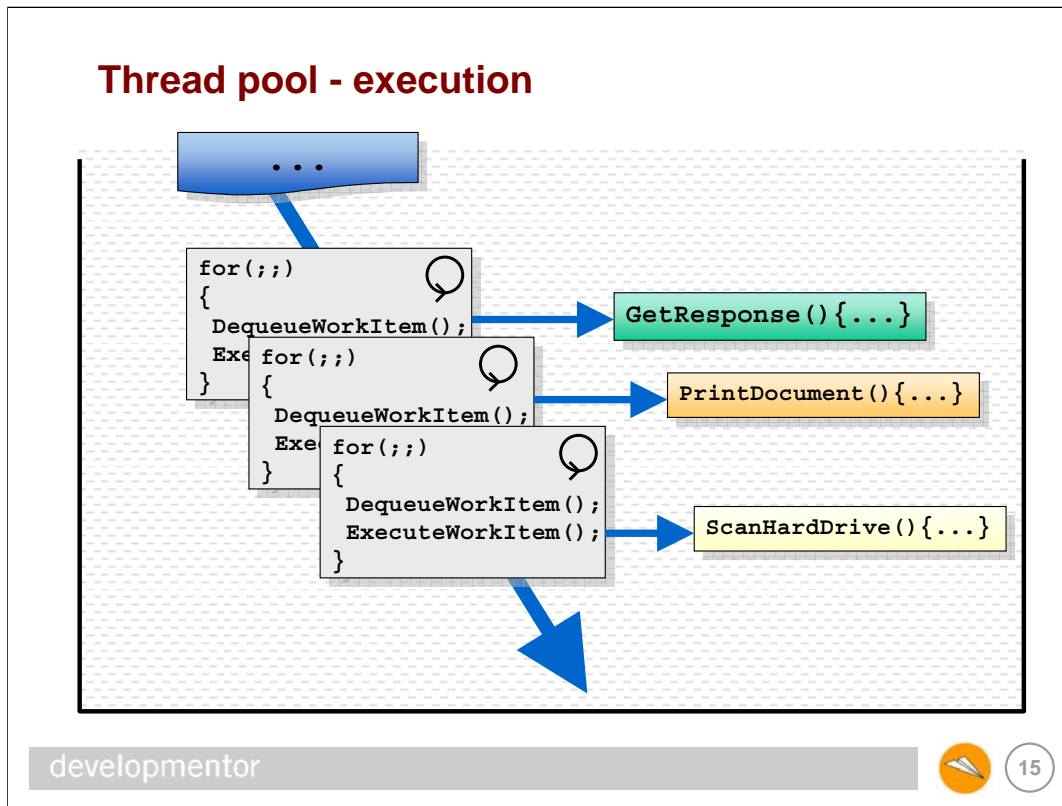 Thread pool - execution
...
for(;;)
{
DequeueWorkItem();
Exe
}
GetResponse(){...}
for(;;)
{
DequeueWorkItem();
Exe
}
PrintDocument(){...}
for(;;)
{
DequeueWorkItem();
ExecuteWorkItem();
}
ScanHardDrive(){...}
developmentor
15